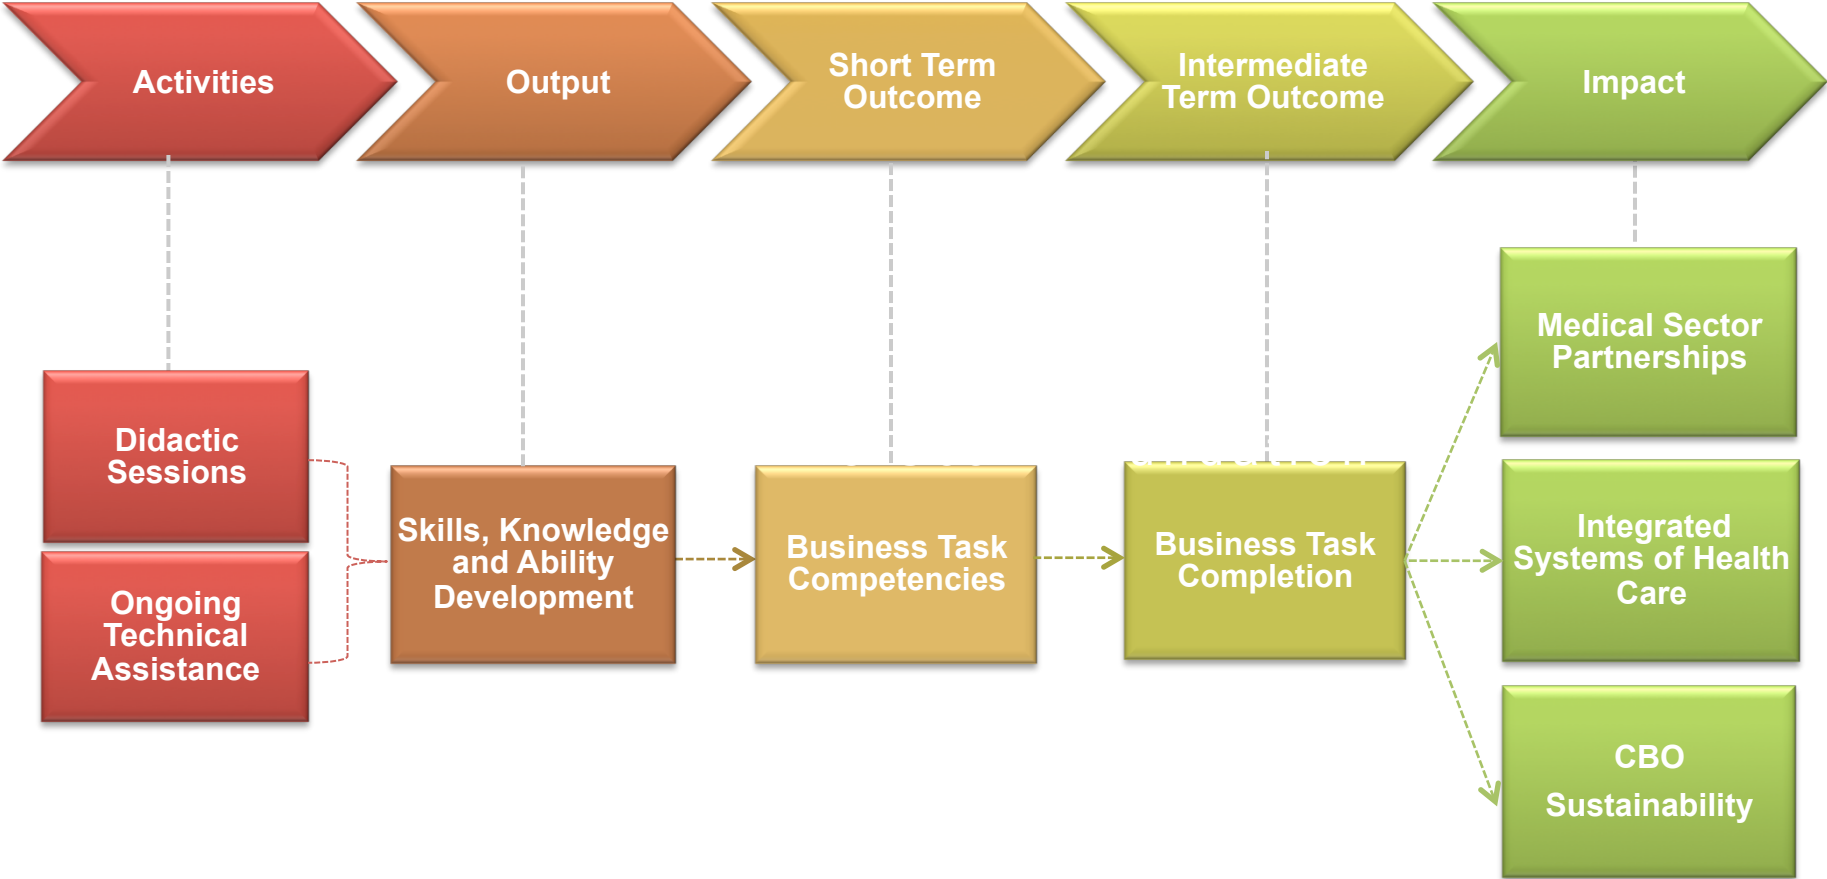 Activities
Output
Short Term
Outcome
Intermediate
Term Outcome
Impact
Didactic
Sessions
Ongoing
Technical
Assistance
Skills, Knowledge
and Ability
Development
Business Task
Competencies
Business Task
Completion
Medical Sector
Partnerships
Integrated
Systems of Health
Care
CBO
Sustainability